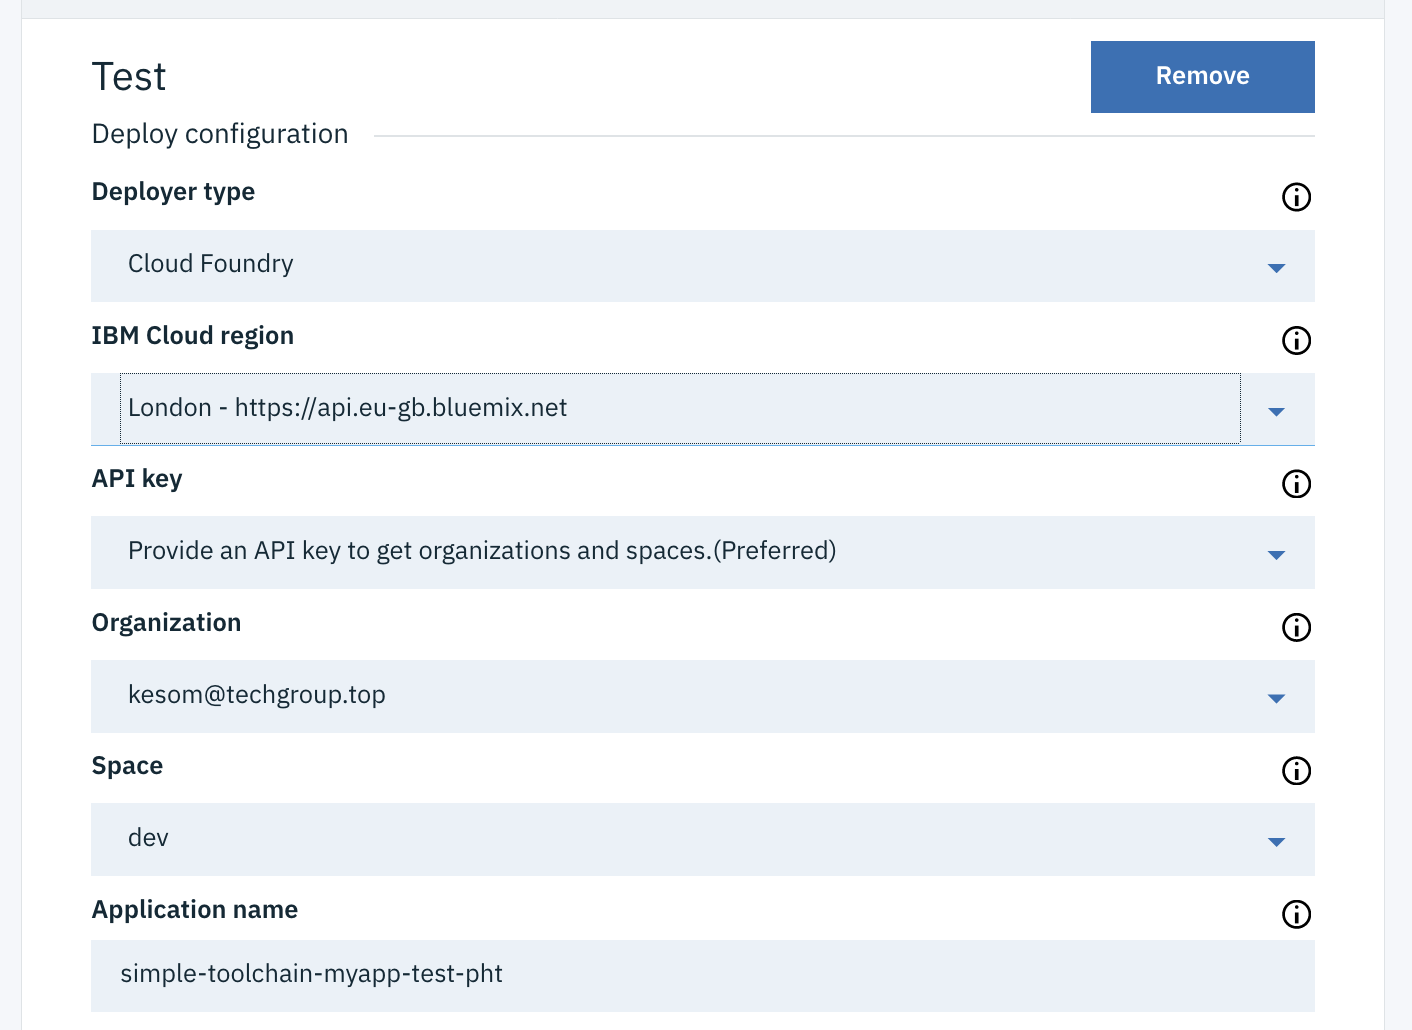 Test
Remove
Deploy configuration
Deployer type
Cloud Foundry
IBM Cloud region
London - https://api.eu-gb.bluemix.net
API key
Provide an API key to get organizations and spaces.(Preferred)
Organization
kesom@techgroup.top
Space
dev
Application name
simple-toolchain-myapp-test-pht